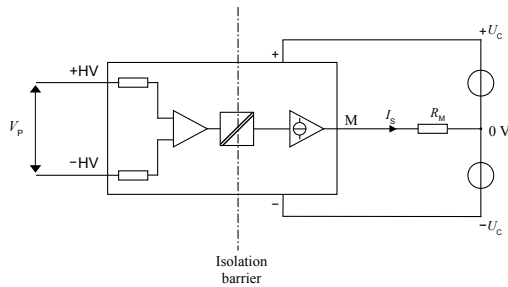 +U_C
+
+HV
V_P
M
I_S
R_M
0 V
−HV
−
−U_C
Isolation
barrier